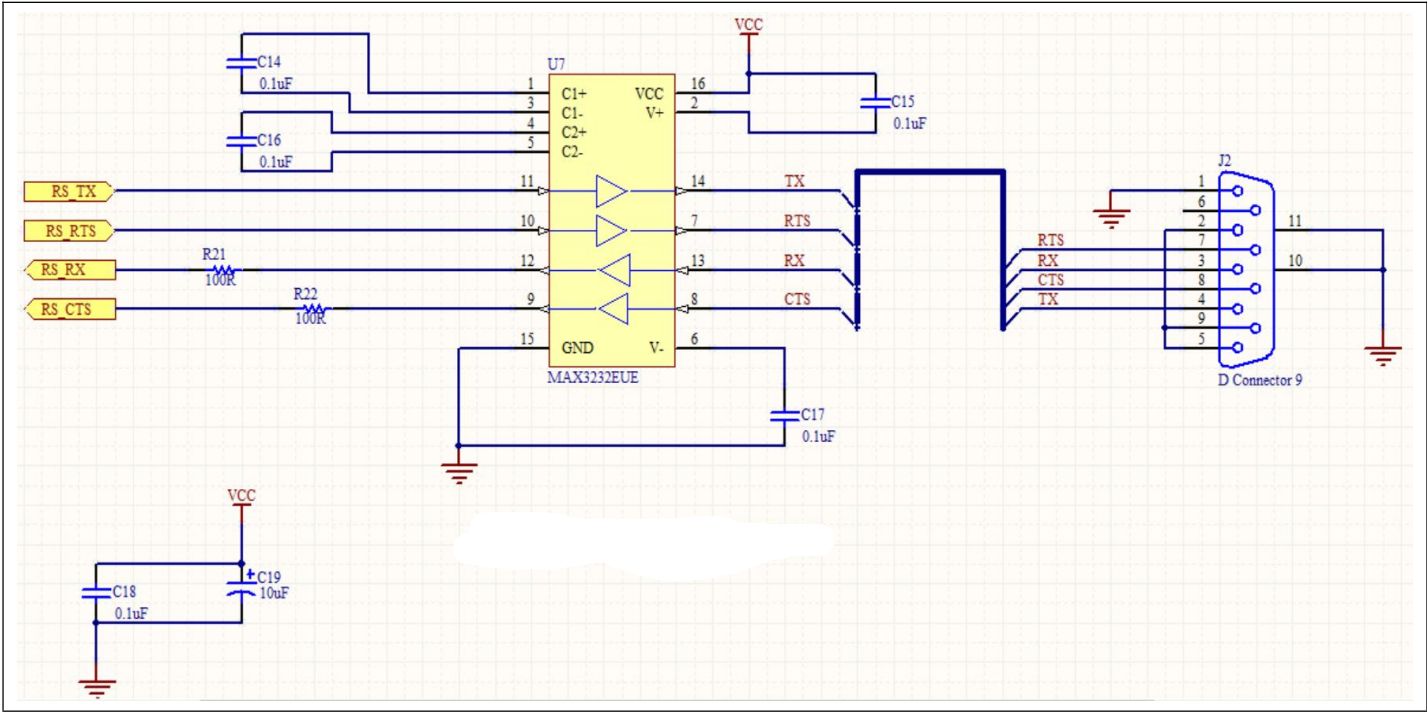 VCC
C14
0.1uF
U7
1 C1+ VCC 16
3 C1- V+ 2
C15
0.1uF
4 C2+
C16
5 C2-
0.1uF
J2
RS_TX 11 14 TX 1
6
RS_RTS 10 7 RTS 2 11
R21
RTS 7
RS_RX 12 13 RX RX 3 10
100R
CTS 8
R22
RS_CTS 9 8 CTS TX 4
100R
9
15 GND V- 6 5
MAX3232EUE
D Connector 9
C17
0.1uF
VCC
+
C19
C18
10uF
0.1uF